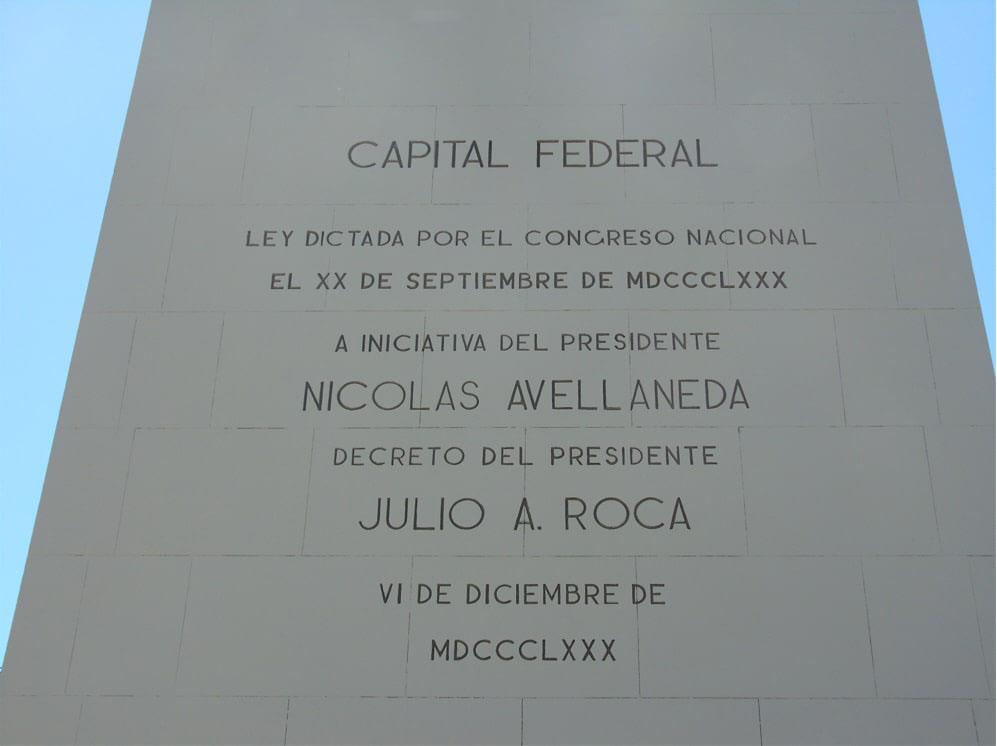 CAPITAL FEDERAL
LEY DICTADA POR EL CONGRESO NACIONAL
EL XX DE SEPTIEMBRE DE MDCCCLXXX
A INICIATIVA DEL PRESIDENTE
NICOLAS AVELLANEDA
DECRETO DEL PRESIDENTE
JULIO A. ROCA
VI DE DICIEMBRE DE
MDCCCLXXX